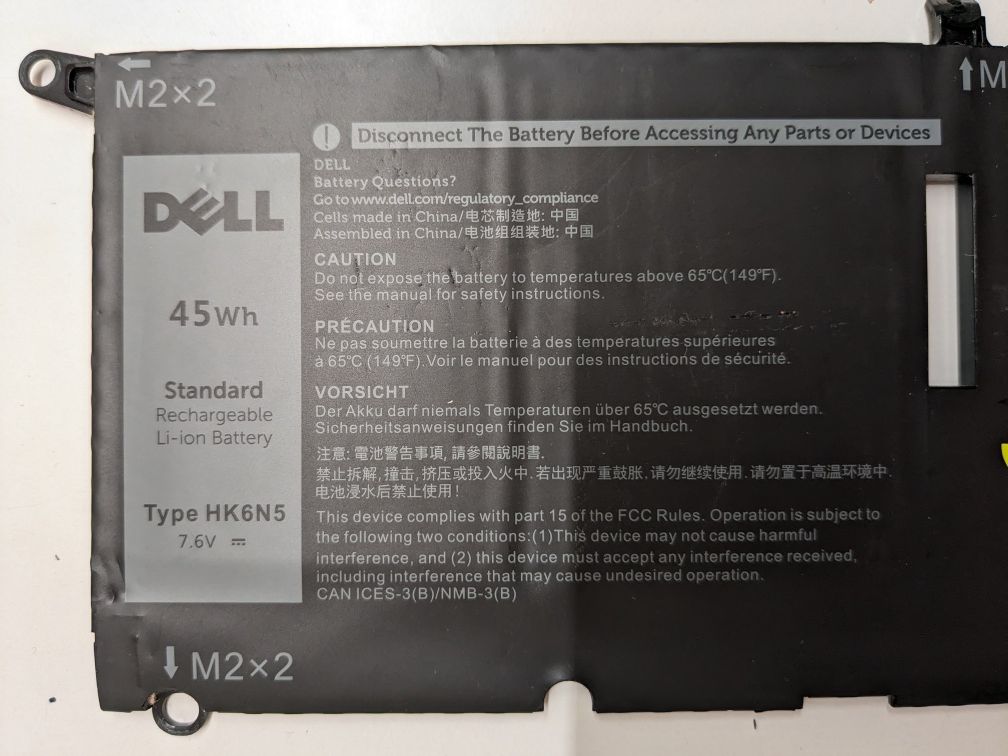 M2×2
M
! Disconnect The Battery Before Accessing Any Parts or Devices
DELL
DELL
Battery Questions?
Go to www.dell.com/regulatory_compliance
Cells made in China/电芯制造地: 中国
Assembled in China/电池组组装地: 中国
CAUTION
Do not expose the battery to temperatures above 65℃(149℉).
See the manual for safety instructions.
45Wh
PRÉCAUTION
Ne pas soumettre la batterie à des temperatures supérieures
à 65℃ (149℉).Voir le manuel pour des instructions de sécurité.
Standard
Rechargeable
Li-ion Battery
VORSICHT
Der Akku darf niemals Temperaturen über 65℃ ausgesetzt werden.
Sicherheitsanweisungen finden Sie im Handbuch.
注意: 電池警告事項, 請參閱說明書.
禁止拆解, 撞击, 挤压或投入火中. 若出现严重鼓胀. 请勿继续使用. 请勿置于高温环境中.
电池浸水后禁止使用!
Type HK6N5
7.6V ⎓
This device complies with part 15 of the FCC Rules. Operation is subject to
the following two conditions:(1)This device may not cause harmful
interference, and (2) this device must accept any interference received,
including interference that may cause undesired operation.
CAN ICES-3(B)/NMB-3(B)
M2×2